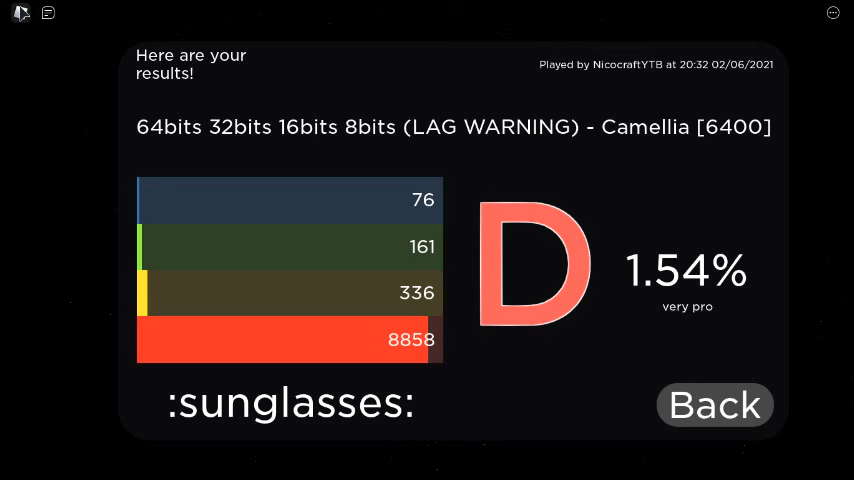 Here are your
results!
Played by NicocraftYTB at 20:32 02/06/2021
64bits 32bits 16bits 8bits (LAG WARNING) - Camellia [6400]
76
161
336
8858
D
1.54%
very pro
:sunglasses:
Back